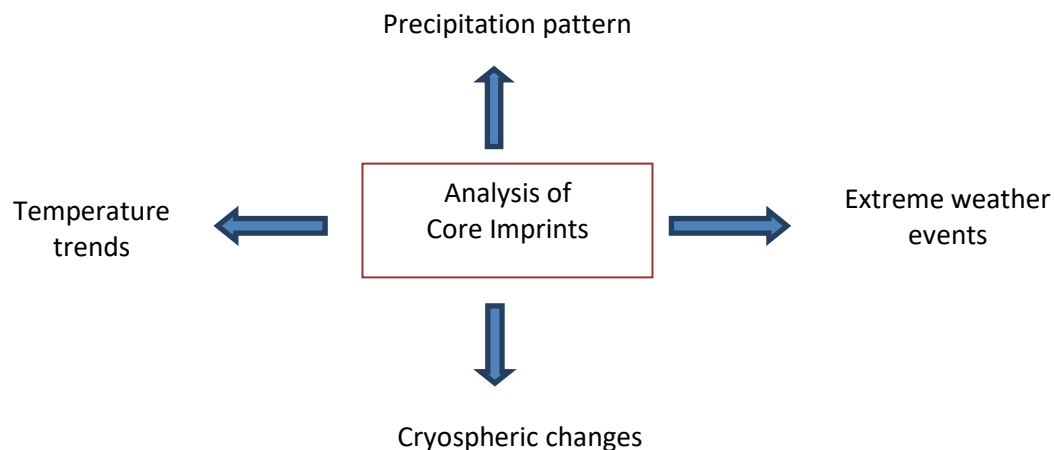 Precipitation pattern
Analysis of
Core Imprints
Temperature
trends
Extreme weather
events
Cryospheric changes